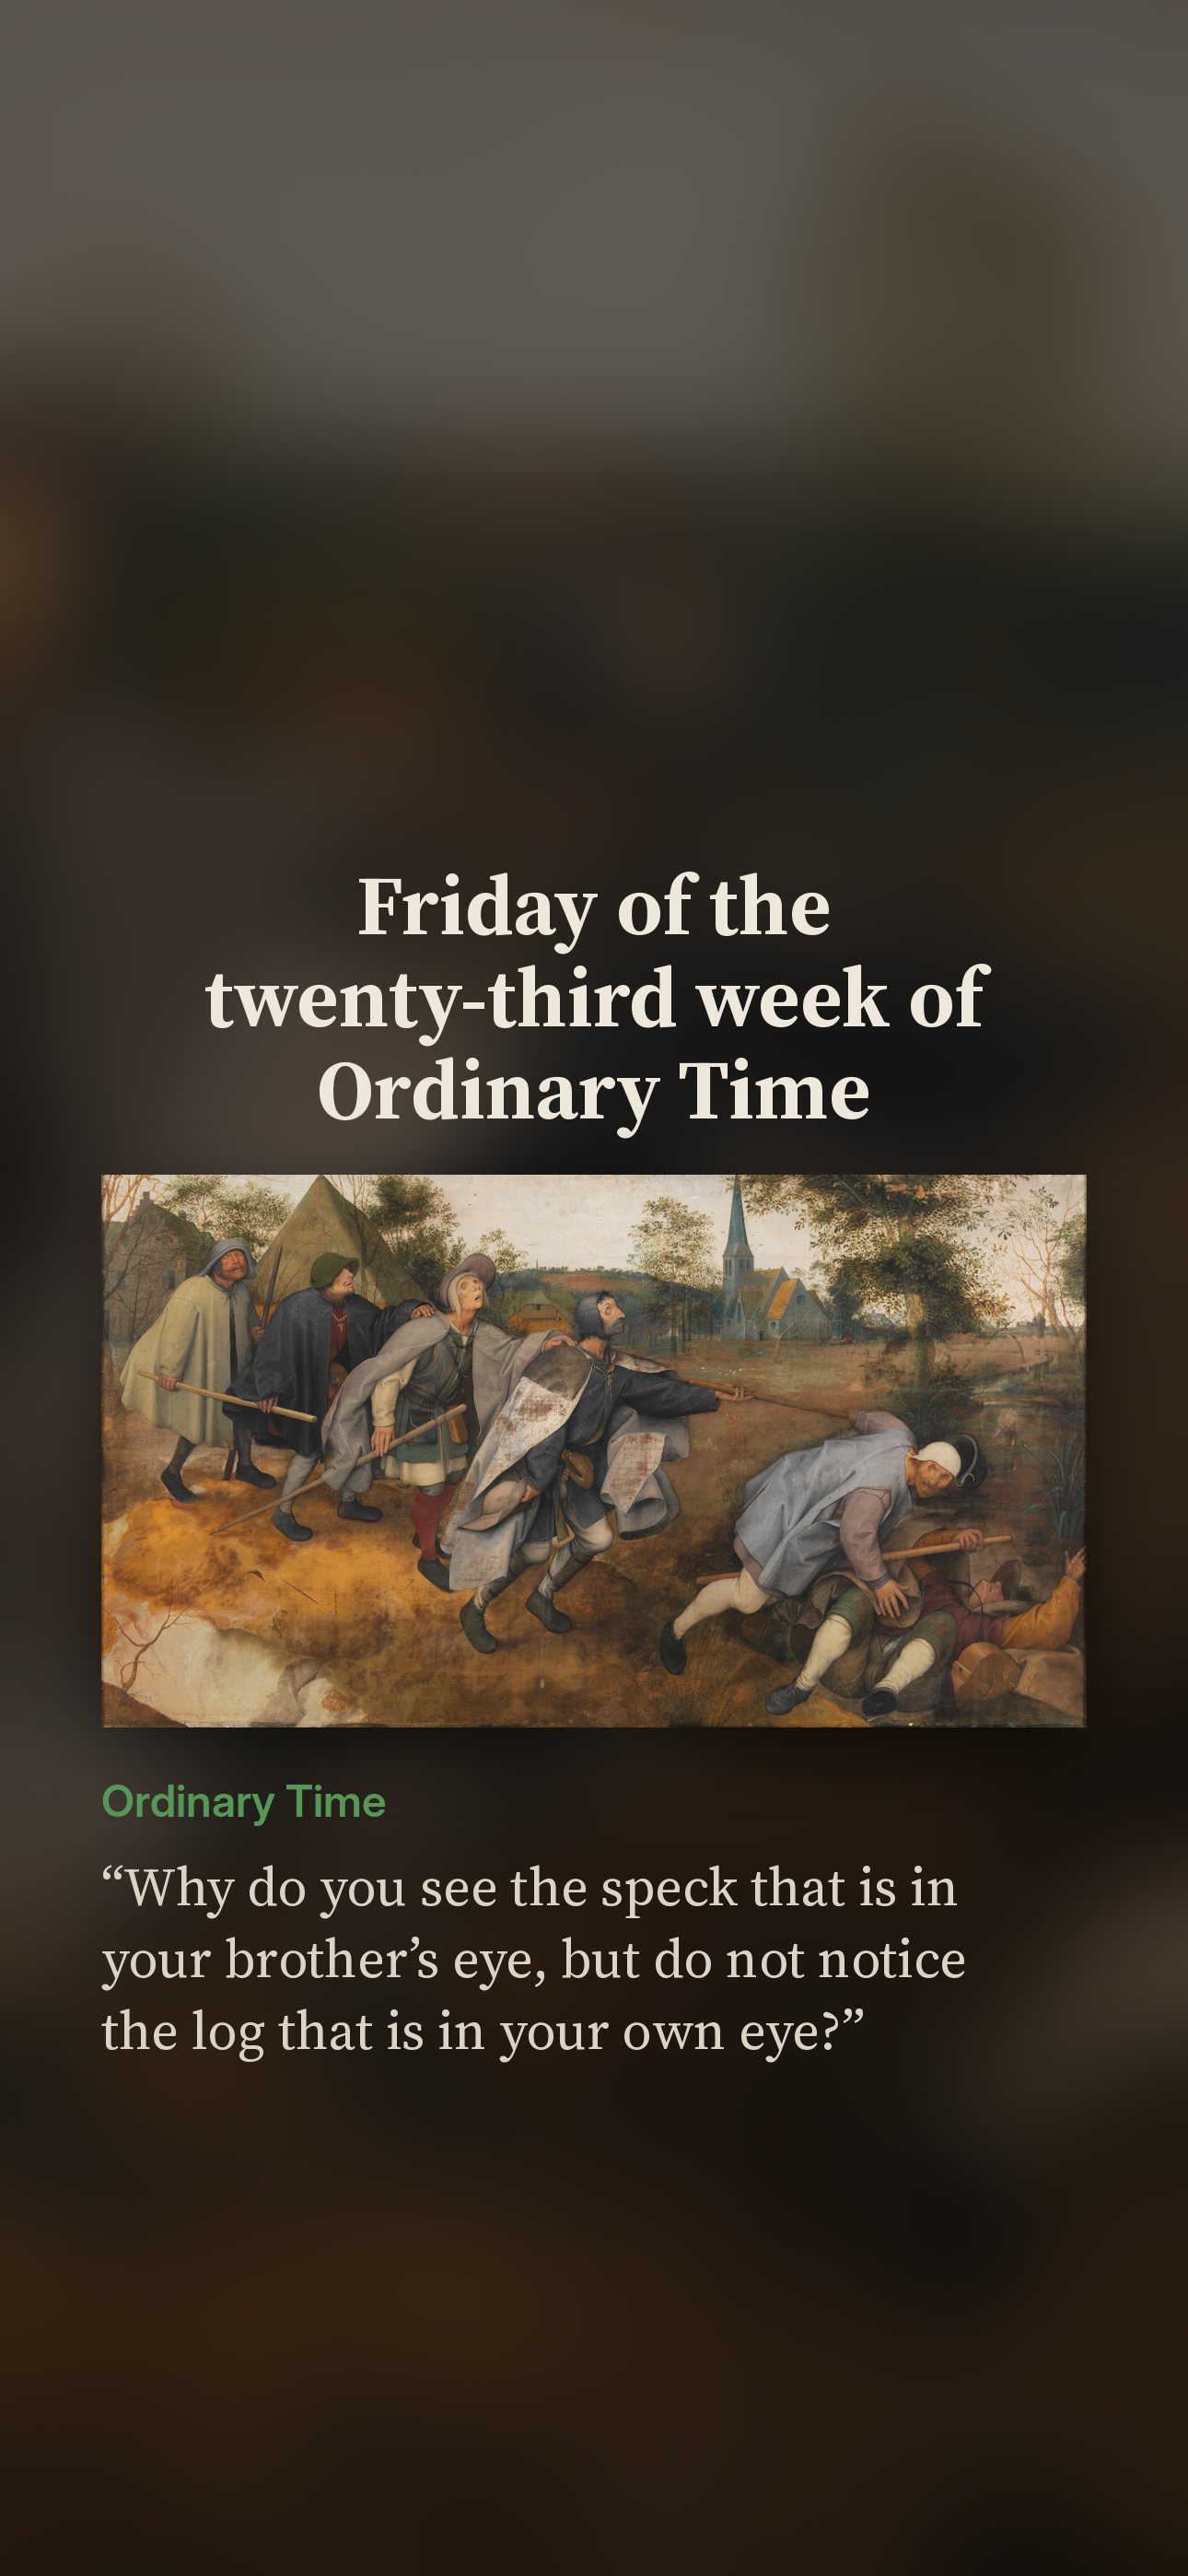 Friday of the
twenty-third week of
Ordinary Time
Ordinary Time
“Why do you see the speck that is in
your brother’s eye, but do not notice
the log that is in your own eye?”